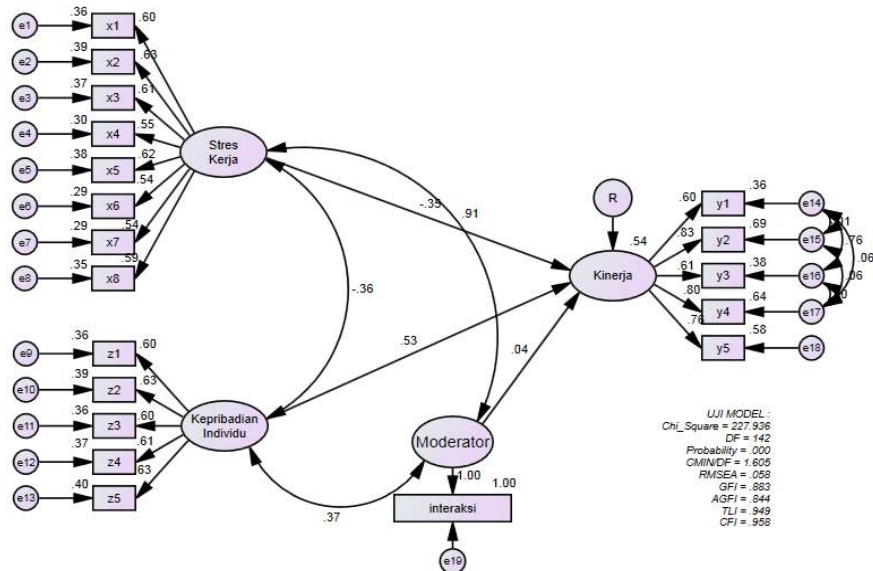 e1 .36 x1 .60
e2 .39 x2 .63
e3 .37 x3 .61
e4 .30 x4 .55
e5 .38 x5 .62
e6 .29 x6 .54
e7 .29 x7 .54
e8 .35 x8 .59
Stres
Kerja
-.35
.91
-.36
R
.54
Kinerja
.60 y1 .36 e14
.83 y2 .69 e15
.61 y3 .38 e16
.80 y4 .64 e17
.76 y5 .58 e18
.76
.06
.06
.53
.04
e9 .36 z1 .60
e10 .39 z2 .63
e11 .36 z3 .60
e12 .37 z4 .61
e13 .40 z5 .63
Kepribadian
Individu
.37
Moderator
1.00
1.00
interaksi
e19
UJI MODEL :
Chi_Square = 227.936
DF = 142
Probability = .000
CMIN/DF = 1.605
RMSEA = .058
GFI = .883
AGFI = .844
TLI = .949
CFI = .958